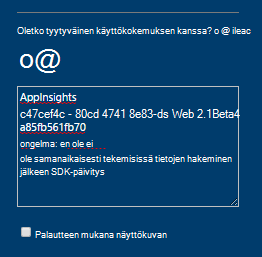 Oletko tyytyväinen käyttökokemuksen kanssa? o @ ileac
o@
AppInsights
c47cef4c - 80cd 4741 8e83-ds Web 2.1Beta4
a85fb561fb70
ongelma: en ole ei
ole samanaikaisesti tekemisissä tietojen hakeminen
jälkeen SDK-päivitys
Palautteen mukana näyttökuvan